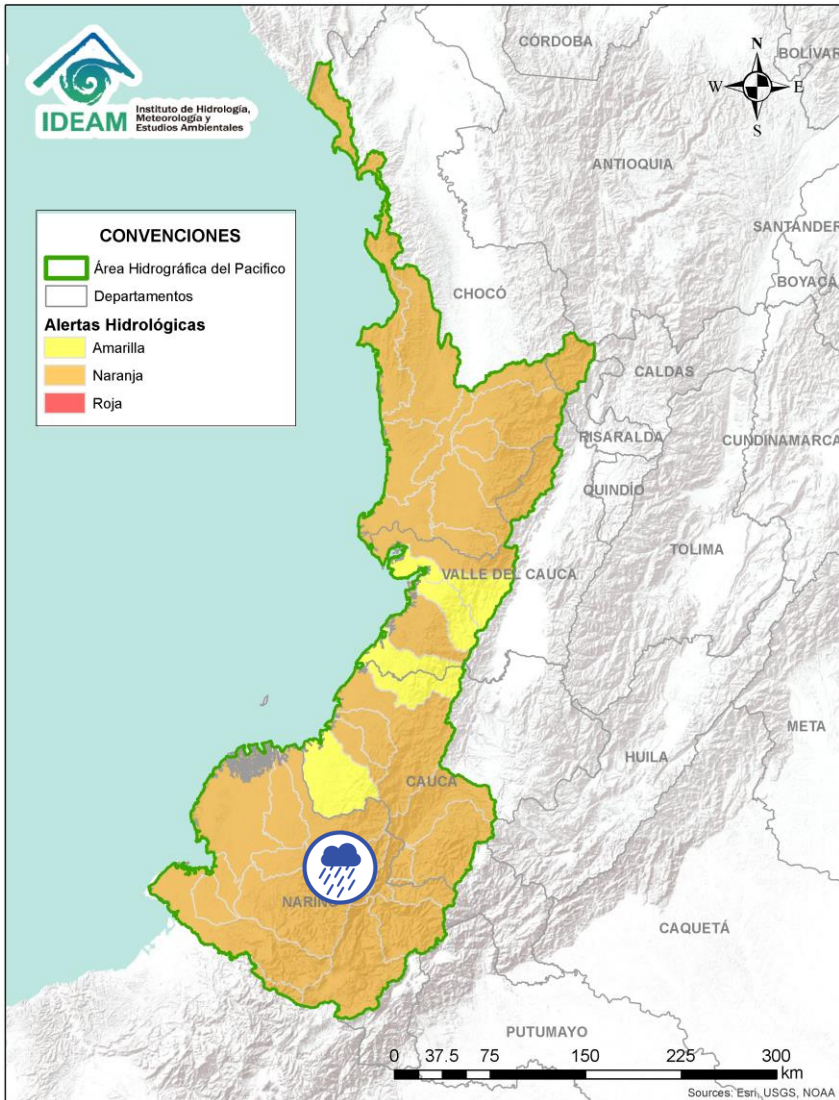 IDEAM
Instituto de Hidrología,
Meteorología y
Estudios Ambientales
CÓRDOBA
BOLÍVAR
N
W
E
S
ANTIOQUIA
SANTANDER
BOYACÁ
CONVENCIONES
Área Hidrográfica del Pacifico
Departamentos
Alertas Hidrológicas
Amarilla
Naranja
Roja
CHOCÓ
CALDAS
RISARALDA
CUNDINAMARCA
QUINDÍO
TOLIMA
VALLE DEL CAUCA
META
HUILA
CAUCA
NARIÑO
CAQUETÁ
PUTUMAYO
0 37.5 75 150 225 300
km
Sources: Esri, USGS, NOAA